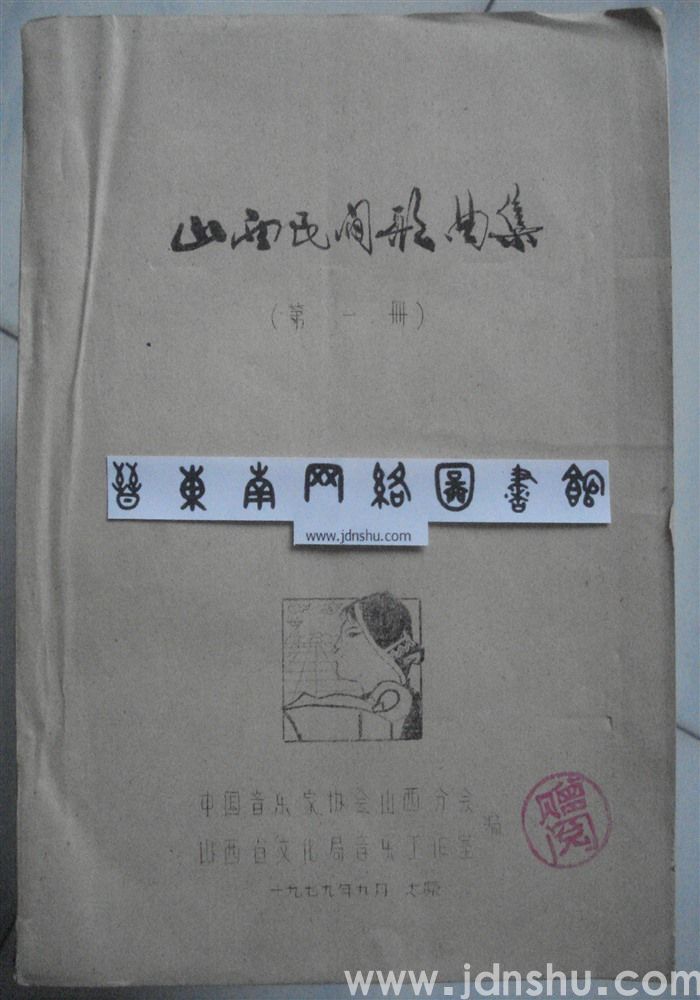 山西民间歌曲集
（第一册）
晋東南网络圖書館
www.jdnshu.com
中国音乐家协会山西分会
山西省文化局音乐工作室
编
一九七九年九月 太原
赠阅
www.jdnshu.com